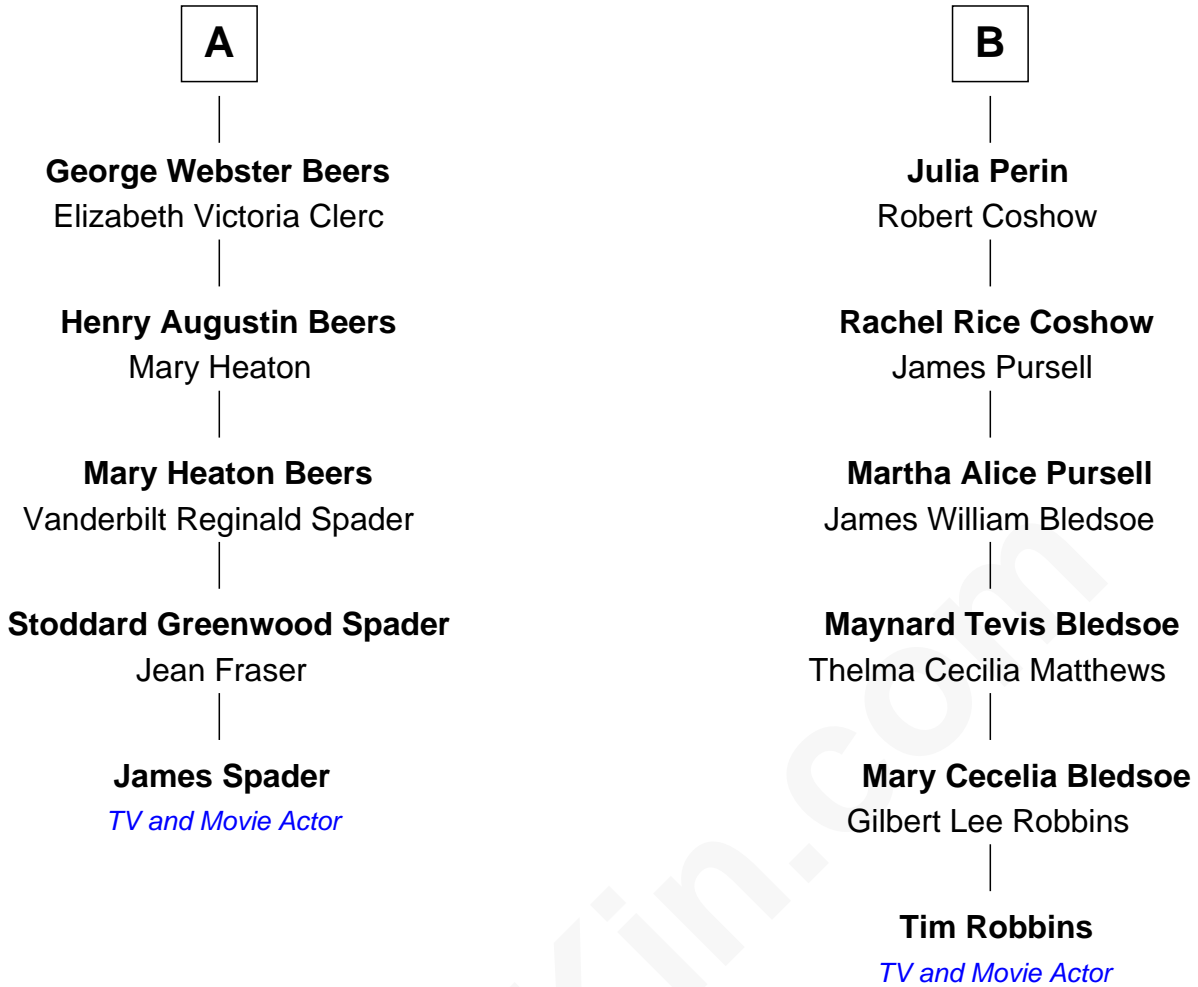 A
George Webster Beers
Elizabeth Victoria Clerc
Henry Augustin Beers
Mary Heaton
Mary Heaton Beers
Vanderbilt Reginald Spader
Stoddard Greenwood Spader
Jean Fraser
James Spader
TV and Movie Actor
B
Julia Perin
Robert Coshow
Rachel Rice Coshow
James Pursell
Martha Alice Pursell
James William Bledsoe
Maynard Tevis Bledsoe
Thelma Cecilia Matthews
Mary Cecelia Bledsoe
Gilbert Lee Robbins
Tim Robbins
TV and Movie Actor
Kin.com